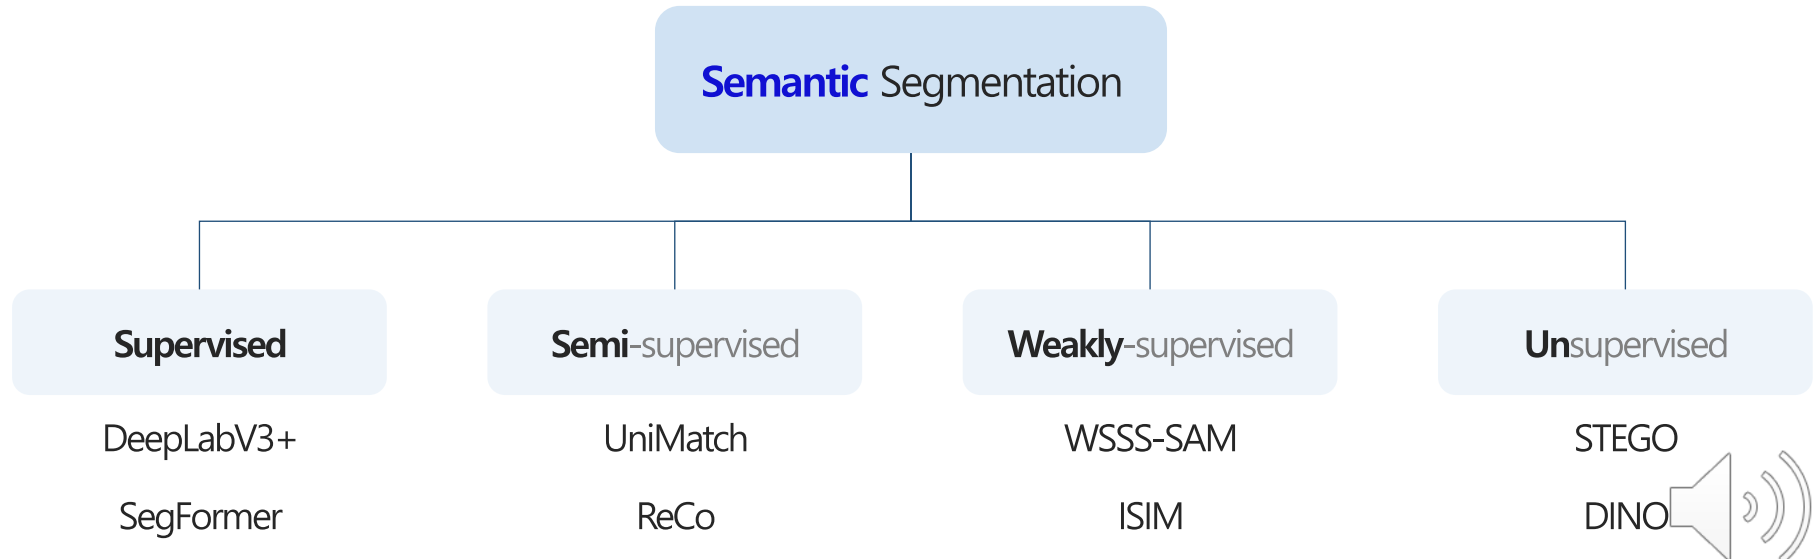 Semantic Segmentation
Supervised
Semi-supervised
Weakly-supervised
Unsupervised
DeepLabV3+
UniMatch
WSSS-SAM
STEGO
SegFormer
ReCo
ISIM
DINO